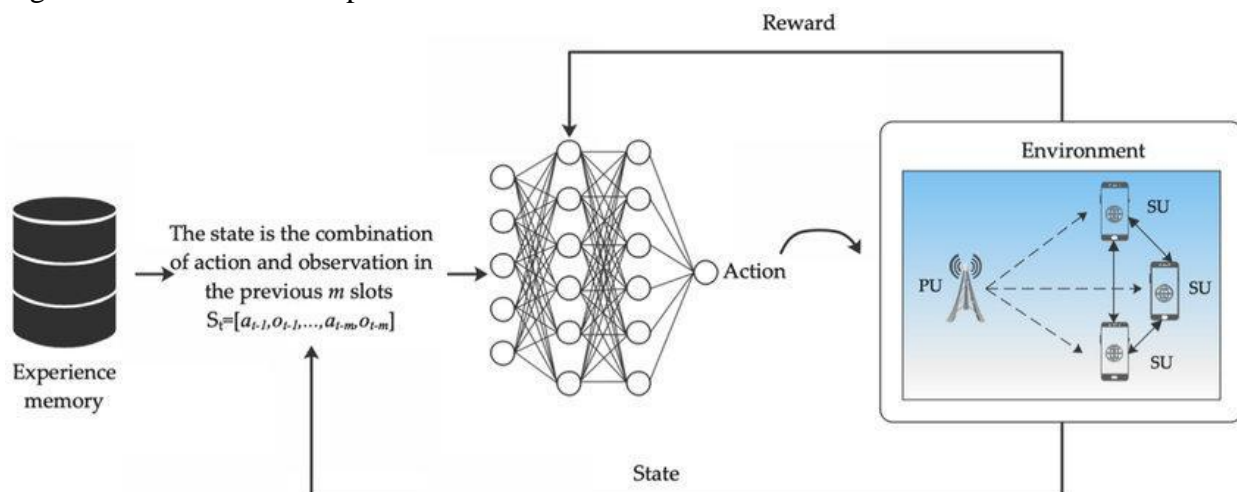 Reward
Environment
SU
SU
SU
PU
Action
The state is the combination
of action and observation in
the previous m slots
Sₜ=[aₜ₋₁,oₜ₋₁,...,aₜ₋ₘ,oₜ₋ₘ]
Experience
memory
State